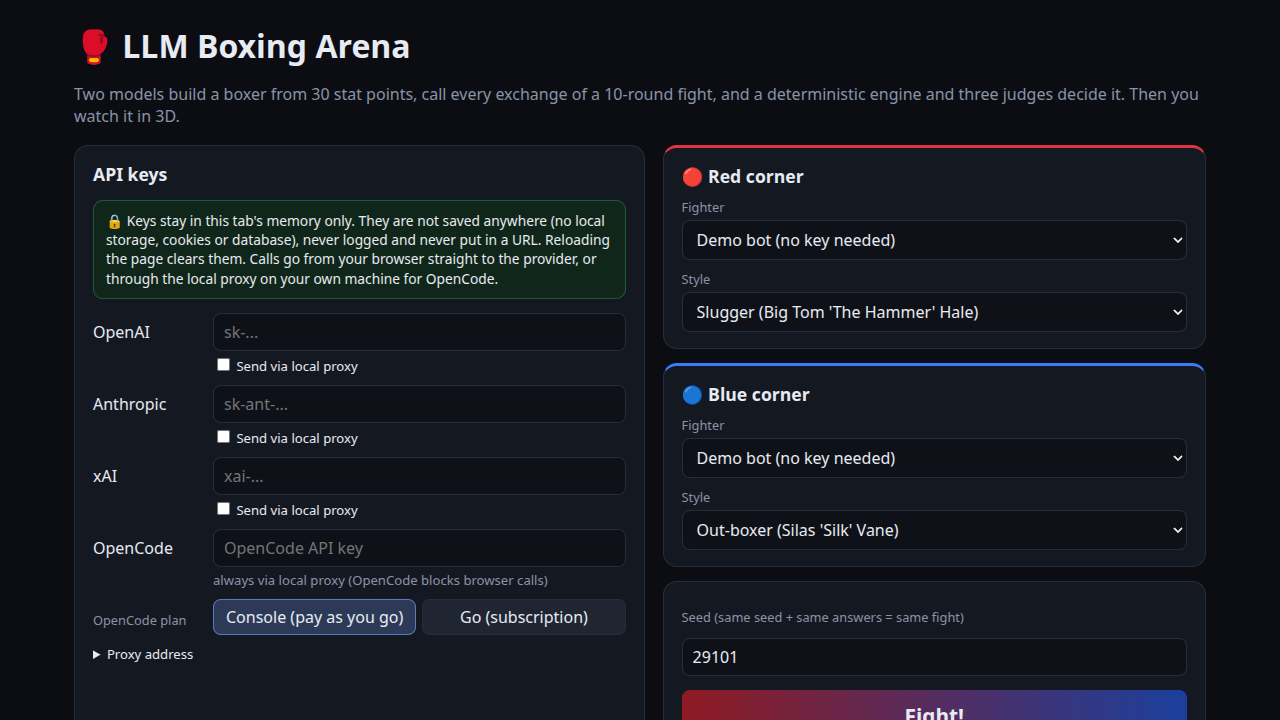 LLM Boxing Arena
Two models build a boxer from 30 stat points, call every exchange of a 10-round fight, and a deterministic engine and three judges decide it. Then you
watch it in 3D.
API keys
Keys stay in this tab's memory only. They are not saved anywhere (no local
storage, cookies or database), never logged and never put in a URL. Reloading
the page clears them. Calls go from your browser straight to the provider, or
through the local proxy on your own machine for OpenCode.
OpenAI
sk-...
Send via local proxy
Anthropic
sk-ant-...
Send via local proxy
xAI
xai-...
Send via local proxy
OpenCode
OpenCode API key
always via local proxy (OpenCode blocks browser calls)
OpenCode plan
Console (pay as you go)
Go (subscription)
Proxy address
Red corner
Fighter
Demo bot (no key needed)
Style
Slugger (Big Tom 'The Hammer' Hale)
Blue corner
Fighter
Demo bot (no key needed)
Style
Out-boxer (Silas 'Silk' Vane)
Seed (same seed + same answers = same fight)
29101
Fight!